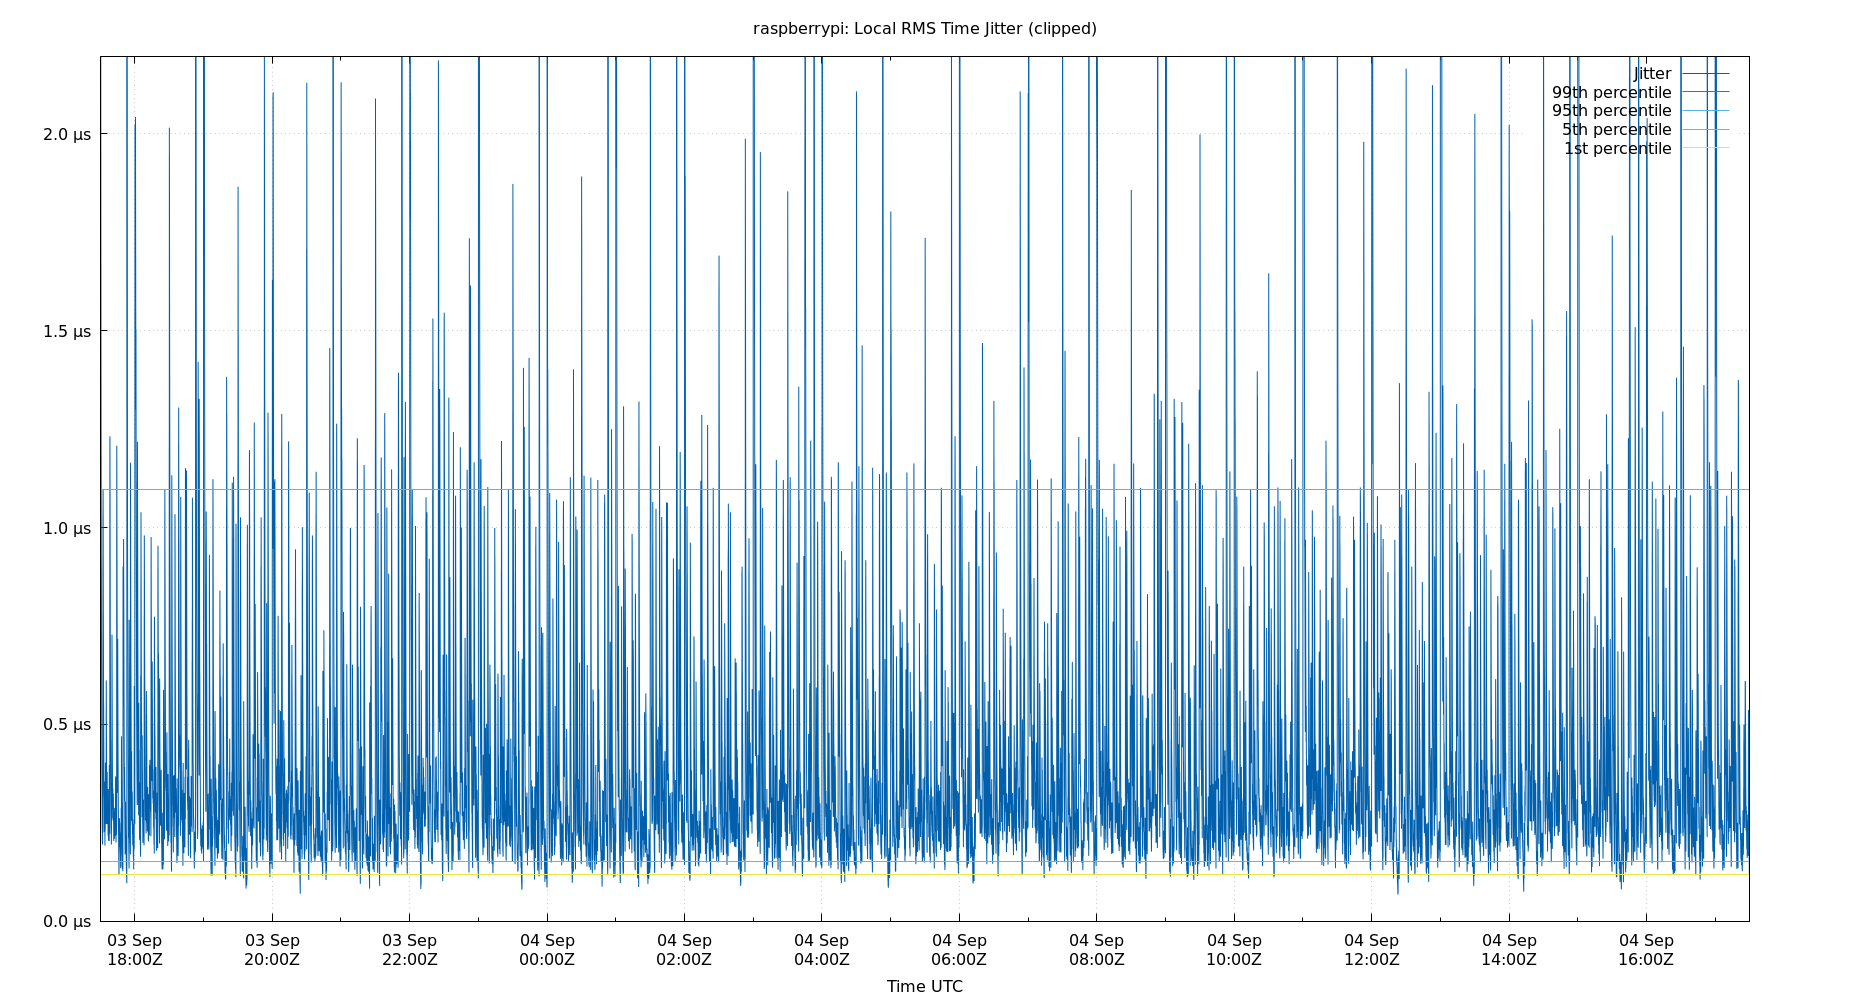 raspberrypi: Local RMS Time Jitter (clipped)
Jitter
99th percentile
95th percentile
5th percentile
1st percentile
2.0 µs
1.5 µs
1.0 µs
0.5 µs
0.0 µs
03 Sep 03 Sep 03 Sep 04 Sep 04 Sep 04 Sep 04 Sep 04 Sep 04 Sep 04 Sep 04 Sep 04 Sep
18:00Z 20:00Z 22:00Z 00:00Z 02:00Z 04:00Z 06:00Z 08:00Z 10:00Z 12:00Z 14:00Z 16:00Z
Time UTC